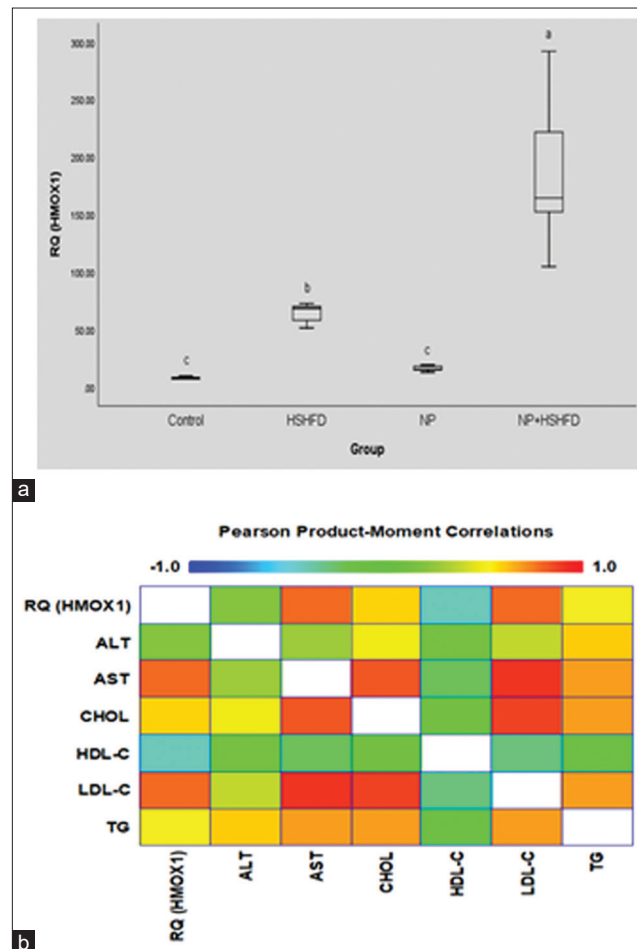 a
300.00
250.00
200.00
150.00
100.00
50.00
.00
RQ (HMOX1)
c
b
c
Control
HSHFD
NP
NP+HSHFD
Group
a
Pearson Product-Moment Correlations
-1.0
1.0
RQ (HMOX1)
ALT
AST
CHOL
HDL-C
LDL-C
TG
RQ (HMOX1)
ALT
AST
CHOL
HDL-C
LDL-C
TG
b